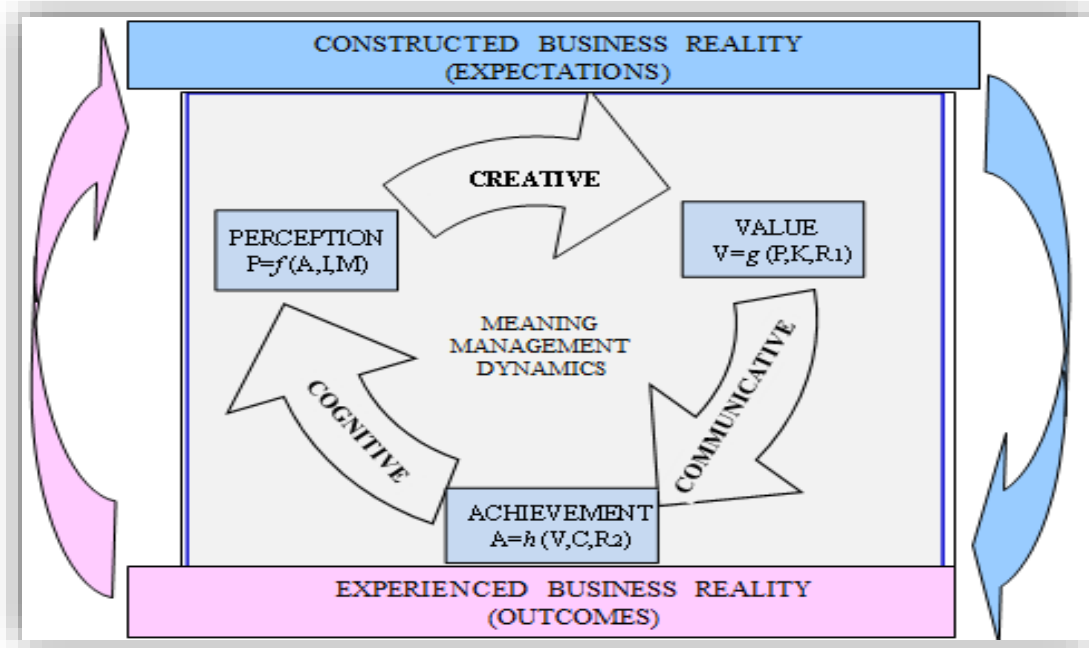 CONSTRUCTED BUSINESS REALITY
(EXPECTATIONS)
CREATIVE
PERCEPTION
P=f(A,I,M)
VALUE
V=g (P,K,R1)
MEANING
MANAGEMENT
DYNAMICS
COGNITIVE
COMMUNICATIVE
ACHIEVEMENT
A=h (V,C,R2)
EXPERIENCED BUSINESS REALITY
(OUTCOMES)